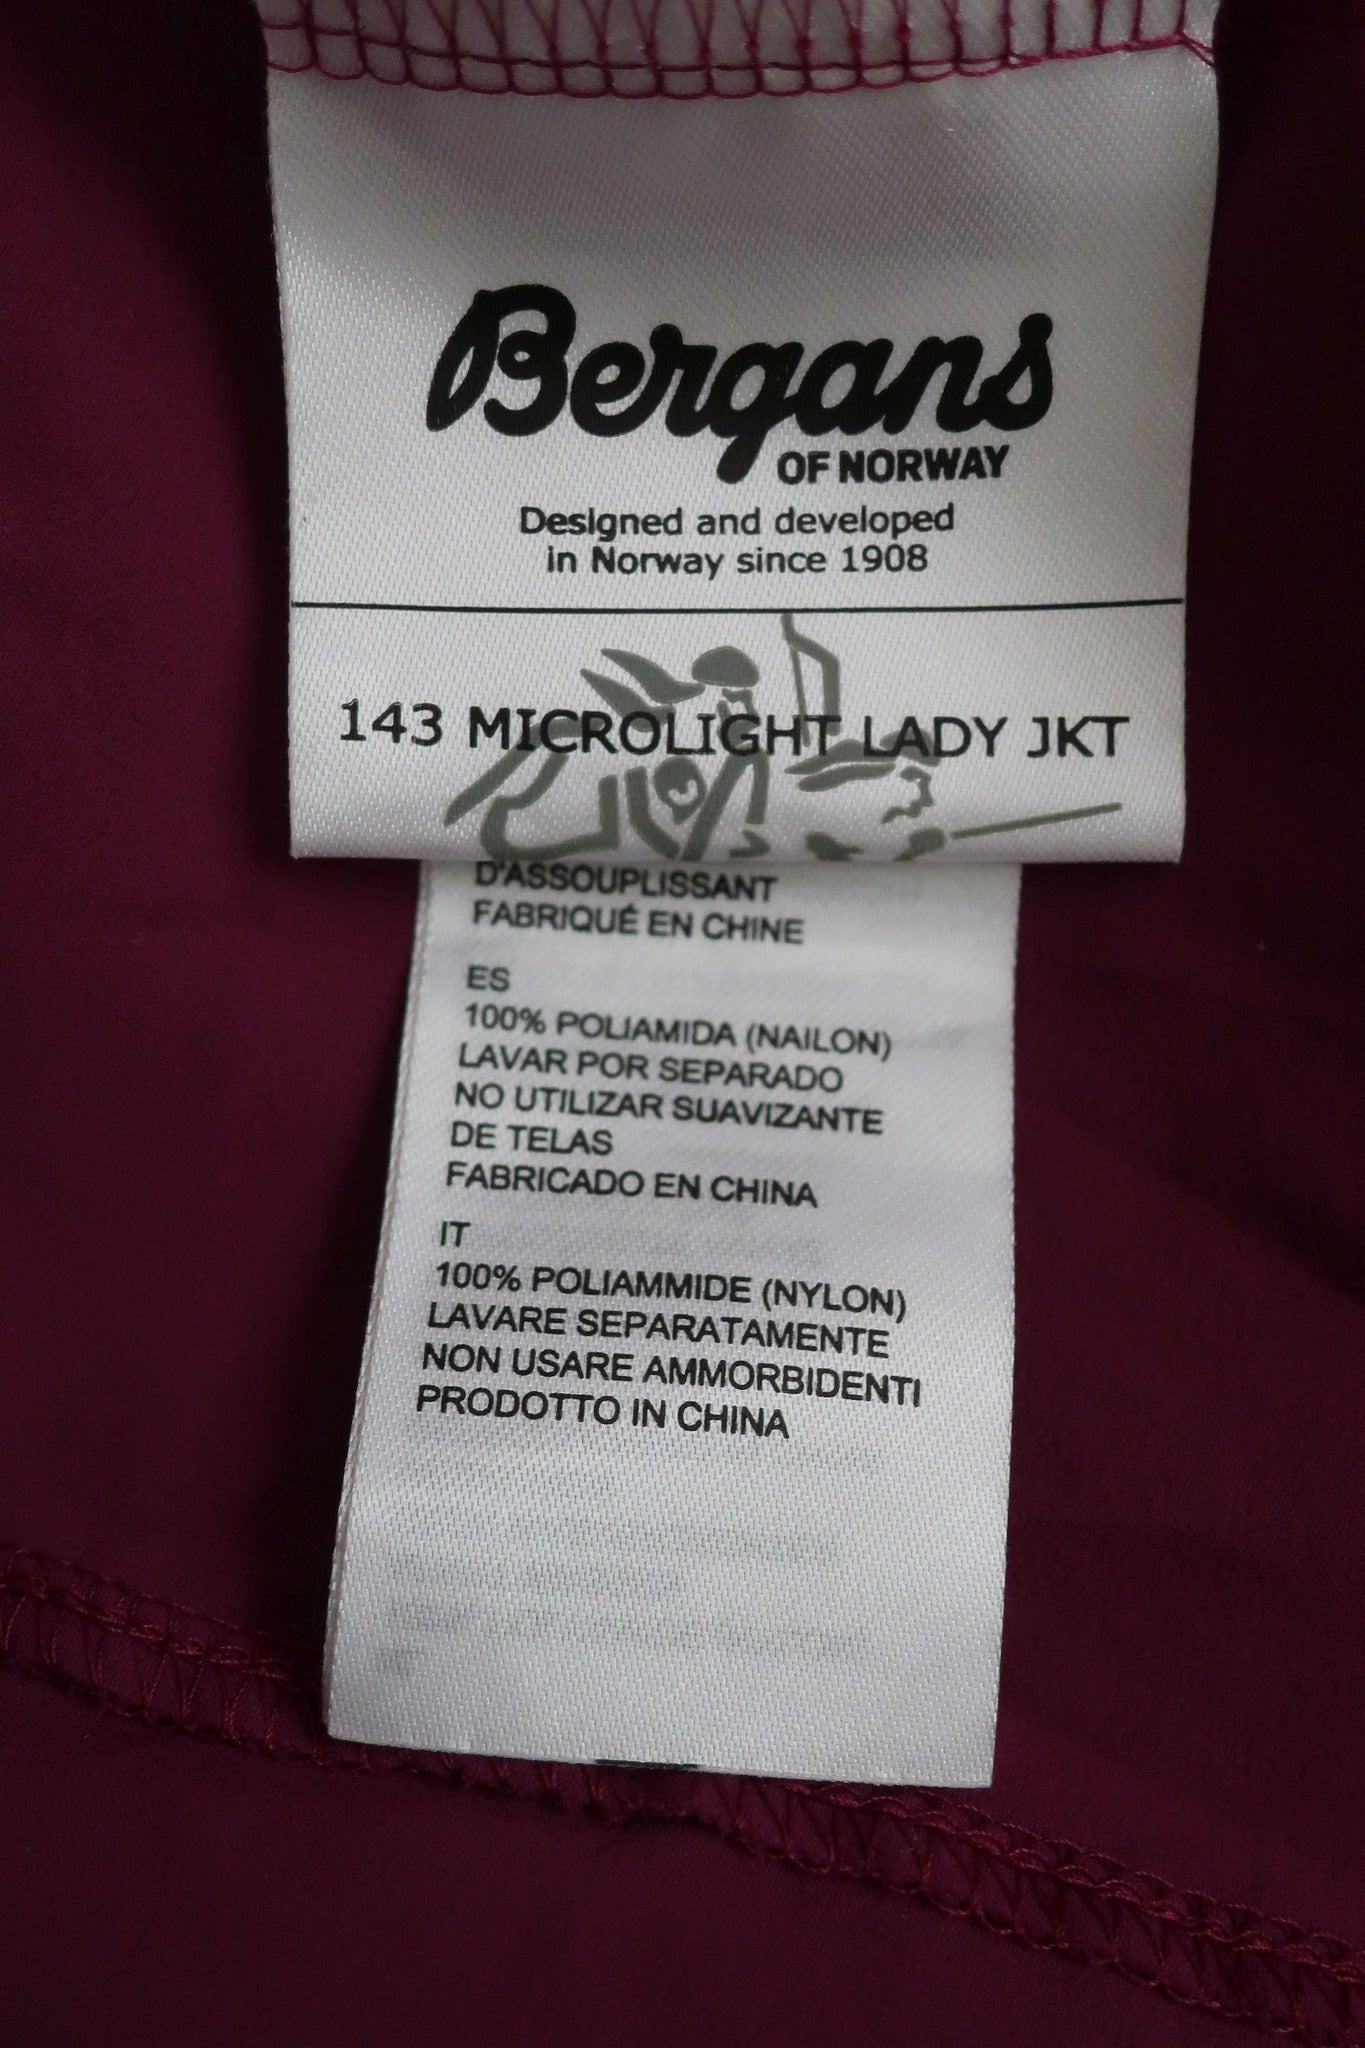 Bergans
OF NORWAY
Designed and developed
in Norway since 1908
143 MICROLIGHT LADY JKT
D'ASSOUPLISSANT
FABRIQUÉ EN CHINE
ES
100% POLIAMIDA (NAILON)
LAVAR POR SEPARADO
NO UTILIZAR SUAVIZANTE
DE TELAS
FABRICADO EN CHINA
IT
100% POLIAMMIDE (NYLON)
LAVARE SEPARATAMENTE
NON USARE AMMORBIDENTI
PRODOTTO IN CHINA